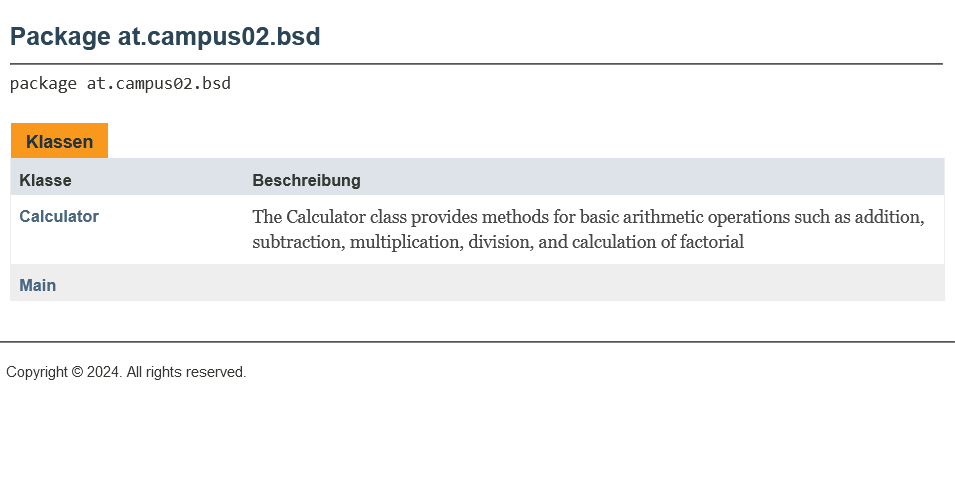 Package at.campus02.bsd
package at.campus02.bsd
Klassen
Klasse Beschreibung
Calculator The Calculator class provides methods for basic arithmetic operations such as addition,
subtraction, multiplication, division, and calculation of factorial
Main
Copyright © 2024. All rights reserved.